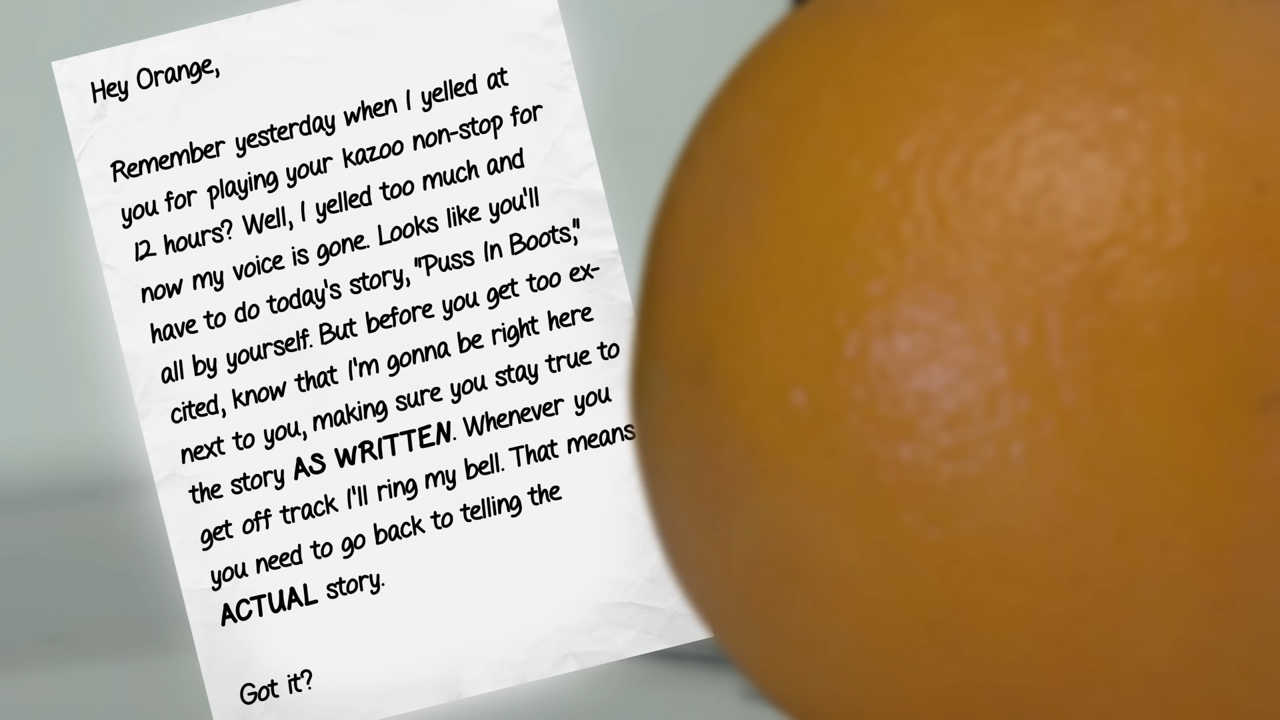 Hey Orange,
Remember yesterday when I yelled at
you for playing your kazoo non-stop for
12 hours? Well, I yelled too much and
now my voice is gone. Looks like you'll
have to do today's story, "Puss In Boots,"
all by yourself. But before you get too ex-
cited, know that I'm gonna be right here
next to you, making sure you stay true to
the story AS WRITTEN. Whenever you
get off track I'll ring my bell. That means
you need to go back to telling the
ACTUAL story.
Got it?